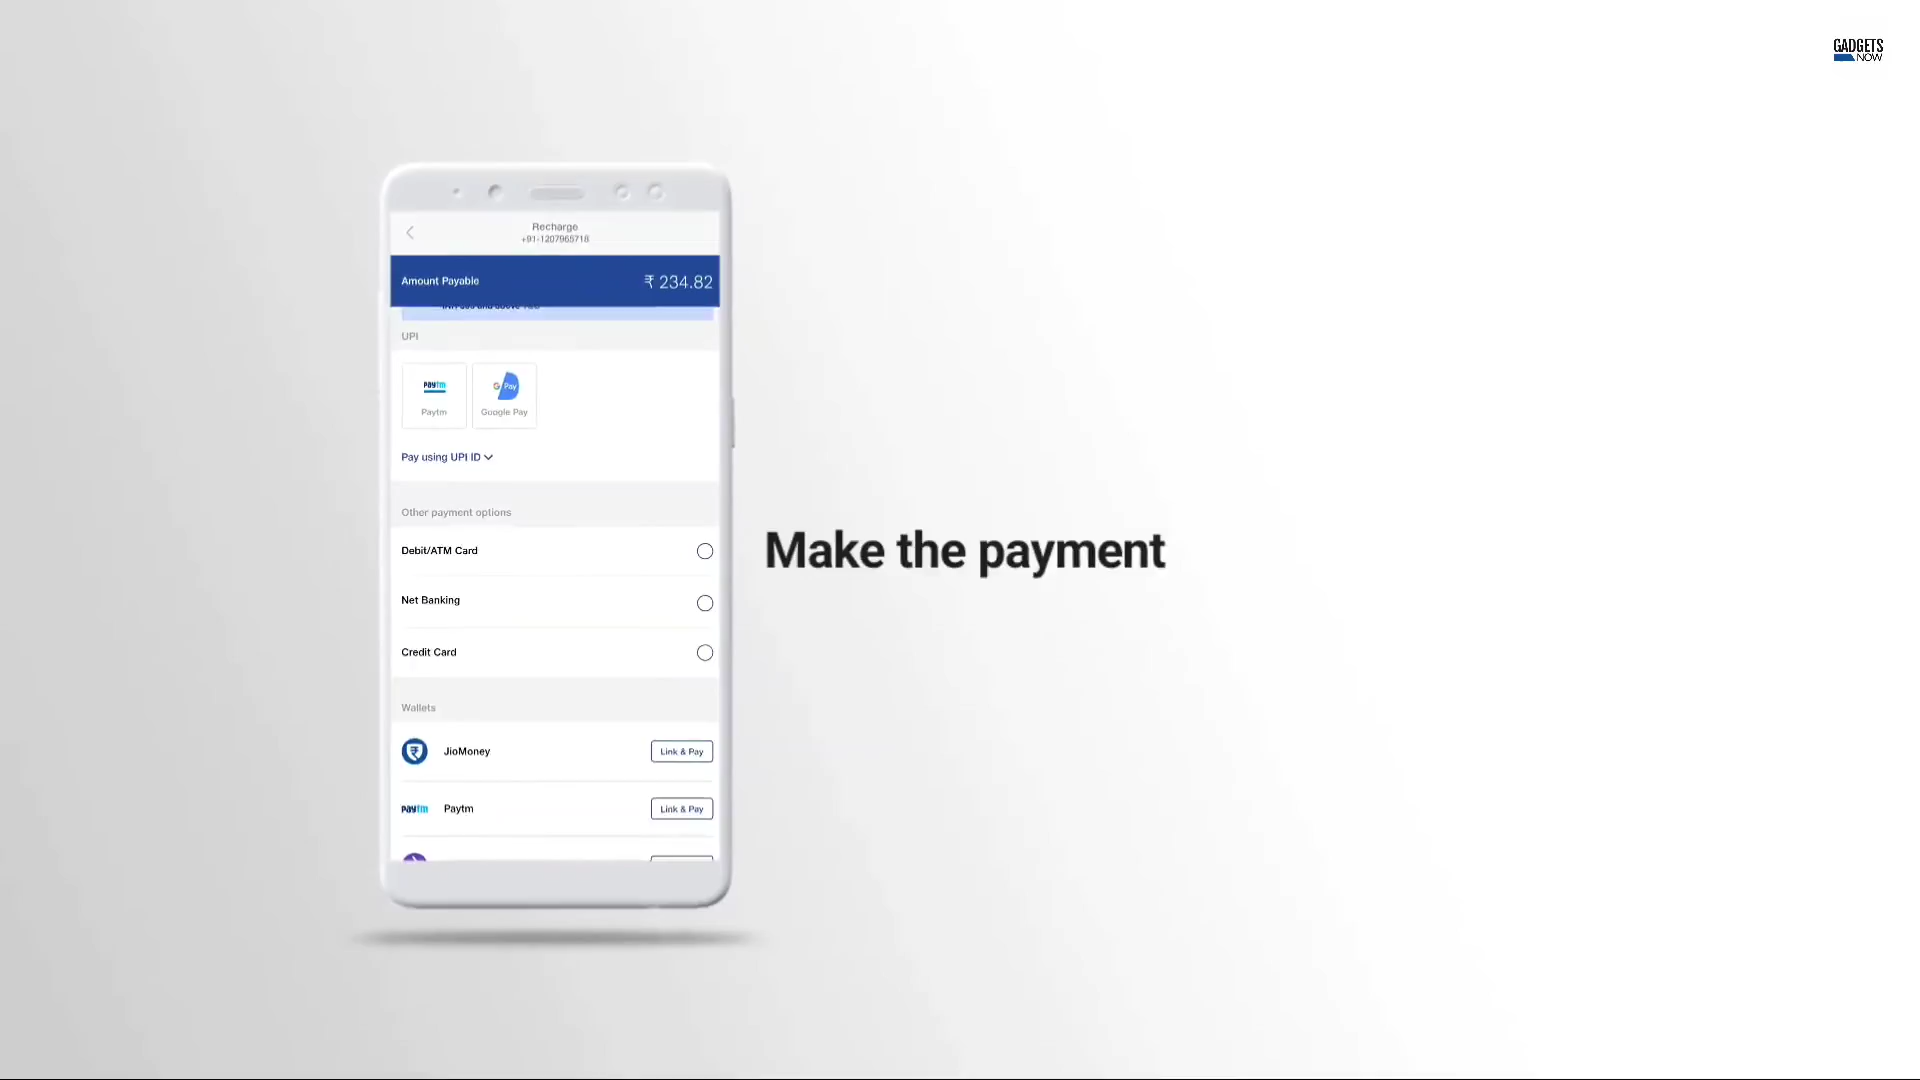 GADGETS
NOW
Recharge
+91-1207965718
Amount Payable
₹ 234.82
UPI
Paytm
G Pay
Paytm
Google Pay
Pay using UPI ID
Other payment options
Debit/ATM Card
Make the payment
Net Banking
Credit Card
Wallets
JioMoney
Link & Pay
Paytm
Paytm
Link & Pay